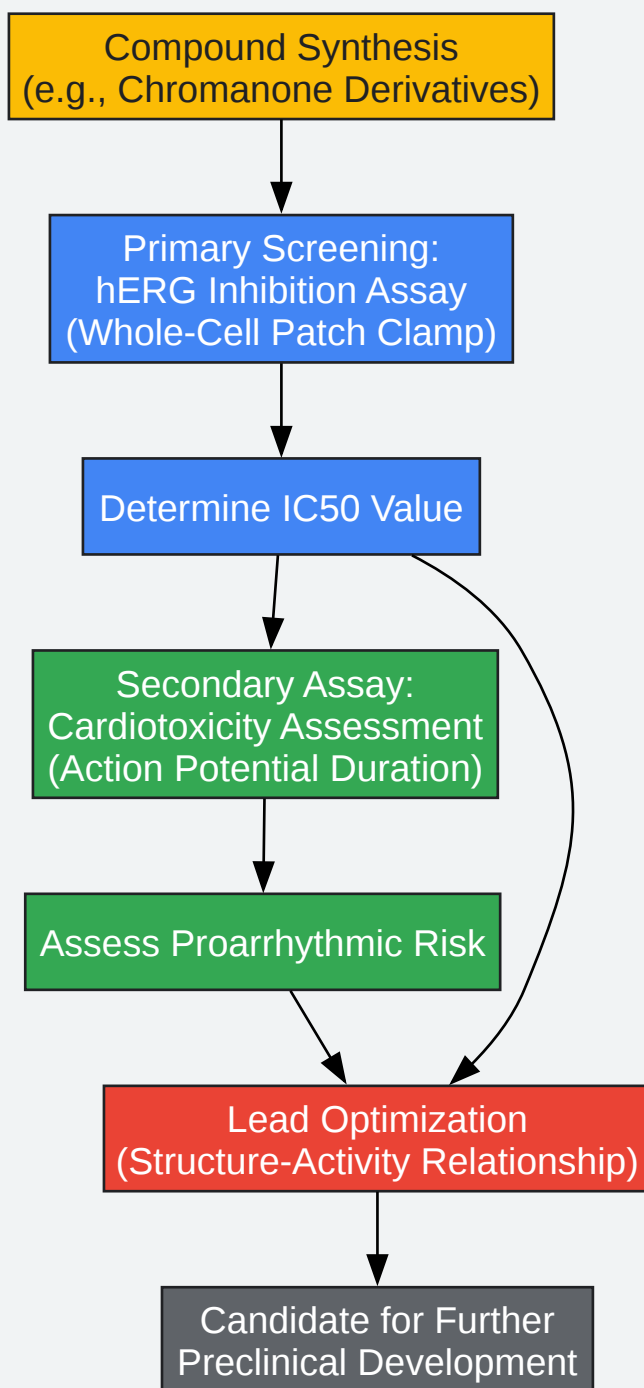 Compound Synthesis
(e.g., Chromanone Derivatives)
Primary Screening:
hERG Inhibition Assay
(Whole-Cell Patch Clamp)
Determine IC50 Value
Secondary Assay:
Cardiotoxicity Assessment
(Action Potential Duration)
Assess Proarrhythmic Risk
Lead Optimization
(Structure-Activity Relationship)
Candidate for Further
Preclinical Development